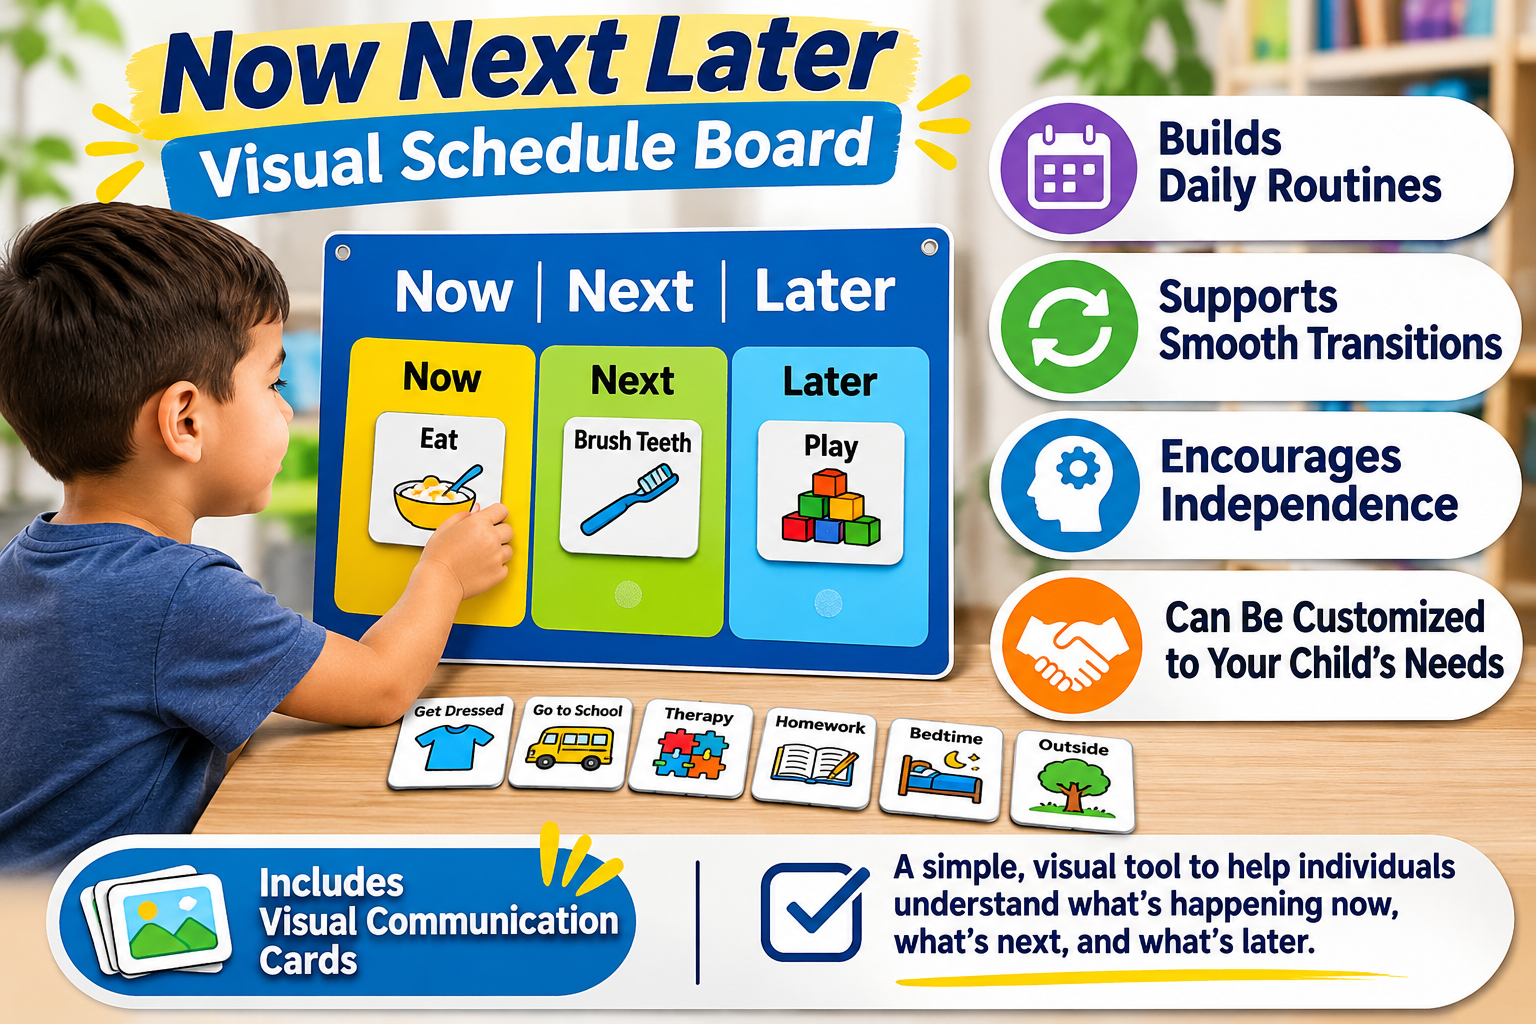 Now Next Later
Visual Schedule Board
Now | Next | Later
Now
Eat
Next
Brush Teeth
Later
Play
Get Dressed
Go to School
Therapy
Homework
Bedtime
Outside
Builds
Daily Routines
Supports
Smooth Transitions
Encourages
Independence
Can Be Customized
to Your Child's Needs
Includes
Visual Communication
Cards
A simple, visual tool to help individuals
understand what's happening now,
what's next, and what's later.